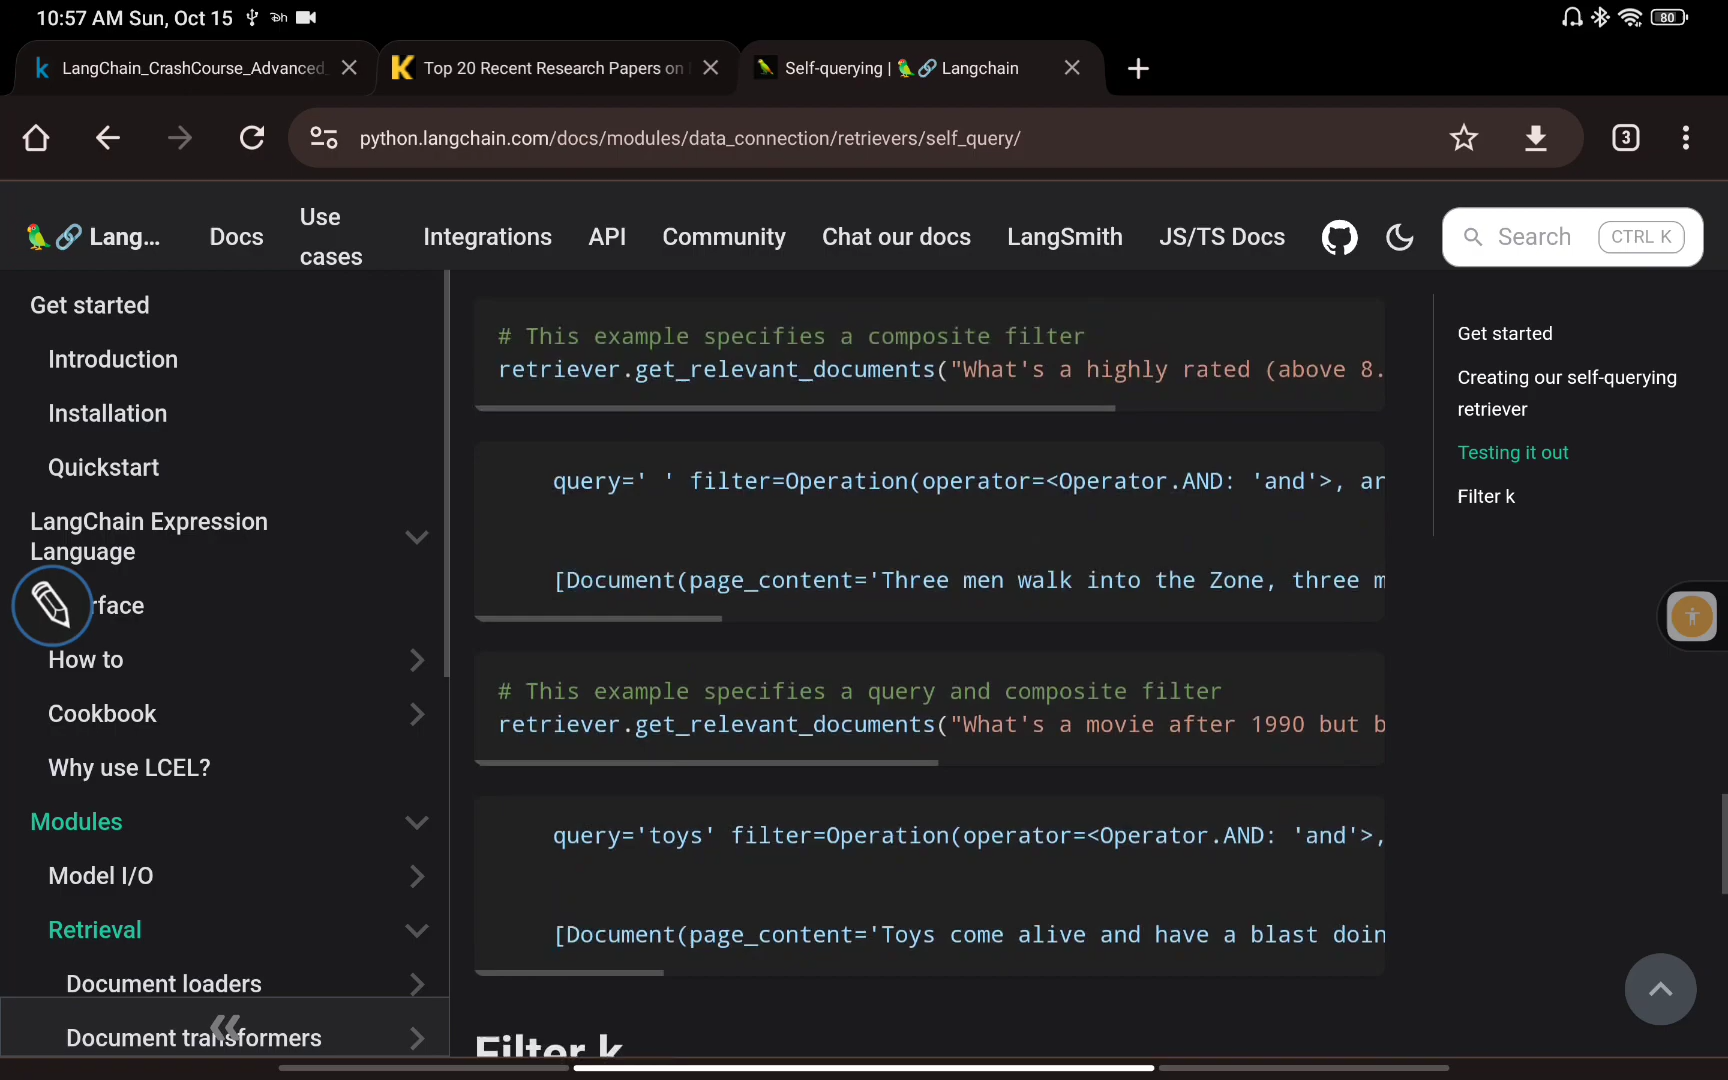 10:57 AM Sun, Oct 15
80
LangChain_CrashCourse_Advanced
Top 20 Recent Research Papers on
Self-querying | 🦜🔗 Langchain
python.langchain.com/docs/modules/data_connection/retrievers/self_query/
3
🦜🔗 Lang...
Docs
Use
cases
Integrations
API
Community
Chat our docs
LangSmith
JS/TS Docs
Search
CTRL K
Get started
Introduction
Installation
Quickstart
LangChain Expression
Language
rface
How to
Cookbook
Why use LCEL?
Modules
Model I/O
Retrieval
Document loaders
Document transformers
# This example specifies a composite filter
retriever.get_relevant_documents("What's a highly rated (above 8.
query=' ' filter=Operation(operator=<Operator.AND: 'and'>, ar
[Document(page_content='Three men walk into the Zone, three m
# This example specifies a query and composite filter
retriever.get_relevant_documents("What's a movie after 1990 but b
query='toys' filter=Operation(operator=<Operator.AND: 'and'>,
[Document(page_content='Toys come alive and have a blast doin
Filter k
Get started
Creating our self-querying
retriever
Testing it out
Filter k